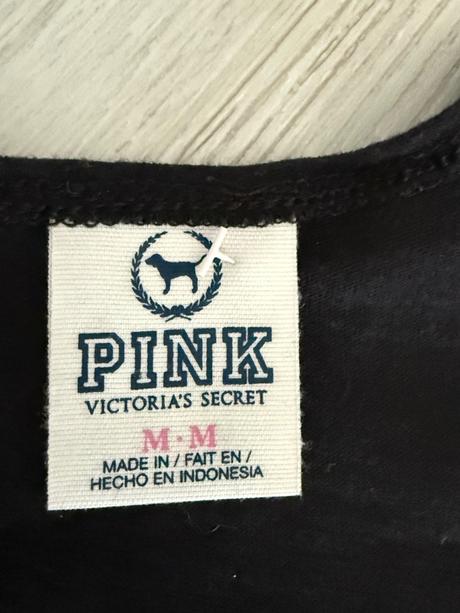 PINK
VICTORIA'S SECRET
M·M
MADE IN / FAIT EN /
HECHO EN INDONESIA